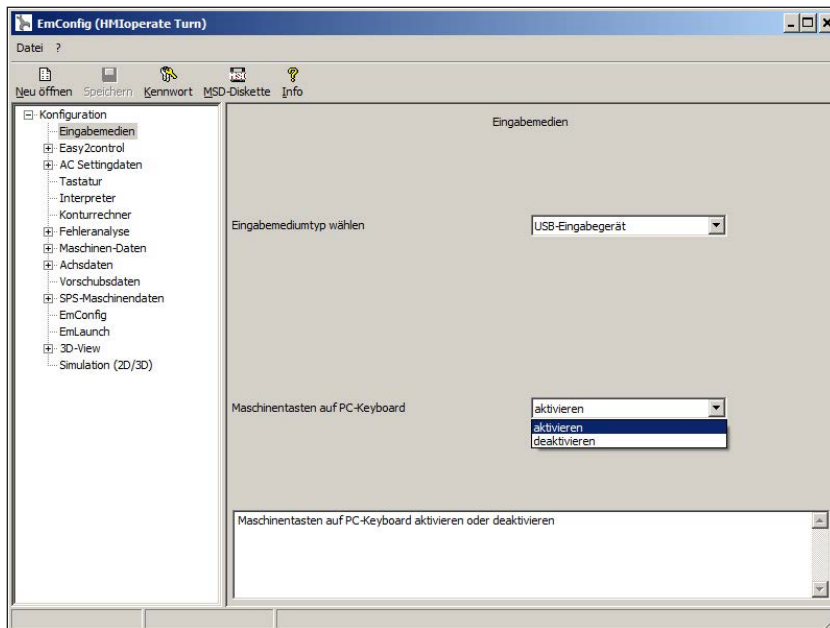 EmConfig (HMIoperate Turn)
Datei ?
Neu öffnen Speichern Kennwort MSD-Diskette Info
Konfiguration
Eingabemedien
Easy2control
AC Settingdaten
Tastatur
Interpreter
Konturrechner
Fehleranalyse
Maschinen-Daten
Achsdaten
Vorschubsdaten
SPS-Maschinendaten
EmConfig
EmLaunch
3D-View
Simulation (2D/3D)
Eingabemedien
Eingabemediumtyp wählen USB-Eingabegerät
Maschinentasten auf PC-Keyboard aktivieren
aktivieren
deaktivieren
Maschinentasten auf PC-Keyboard aktivieren oder deaktivieren